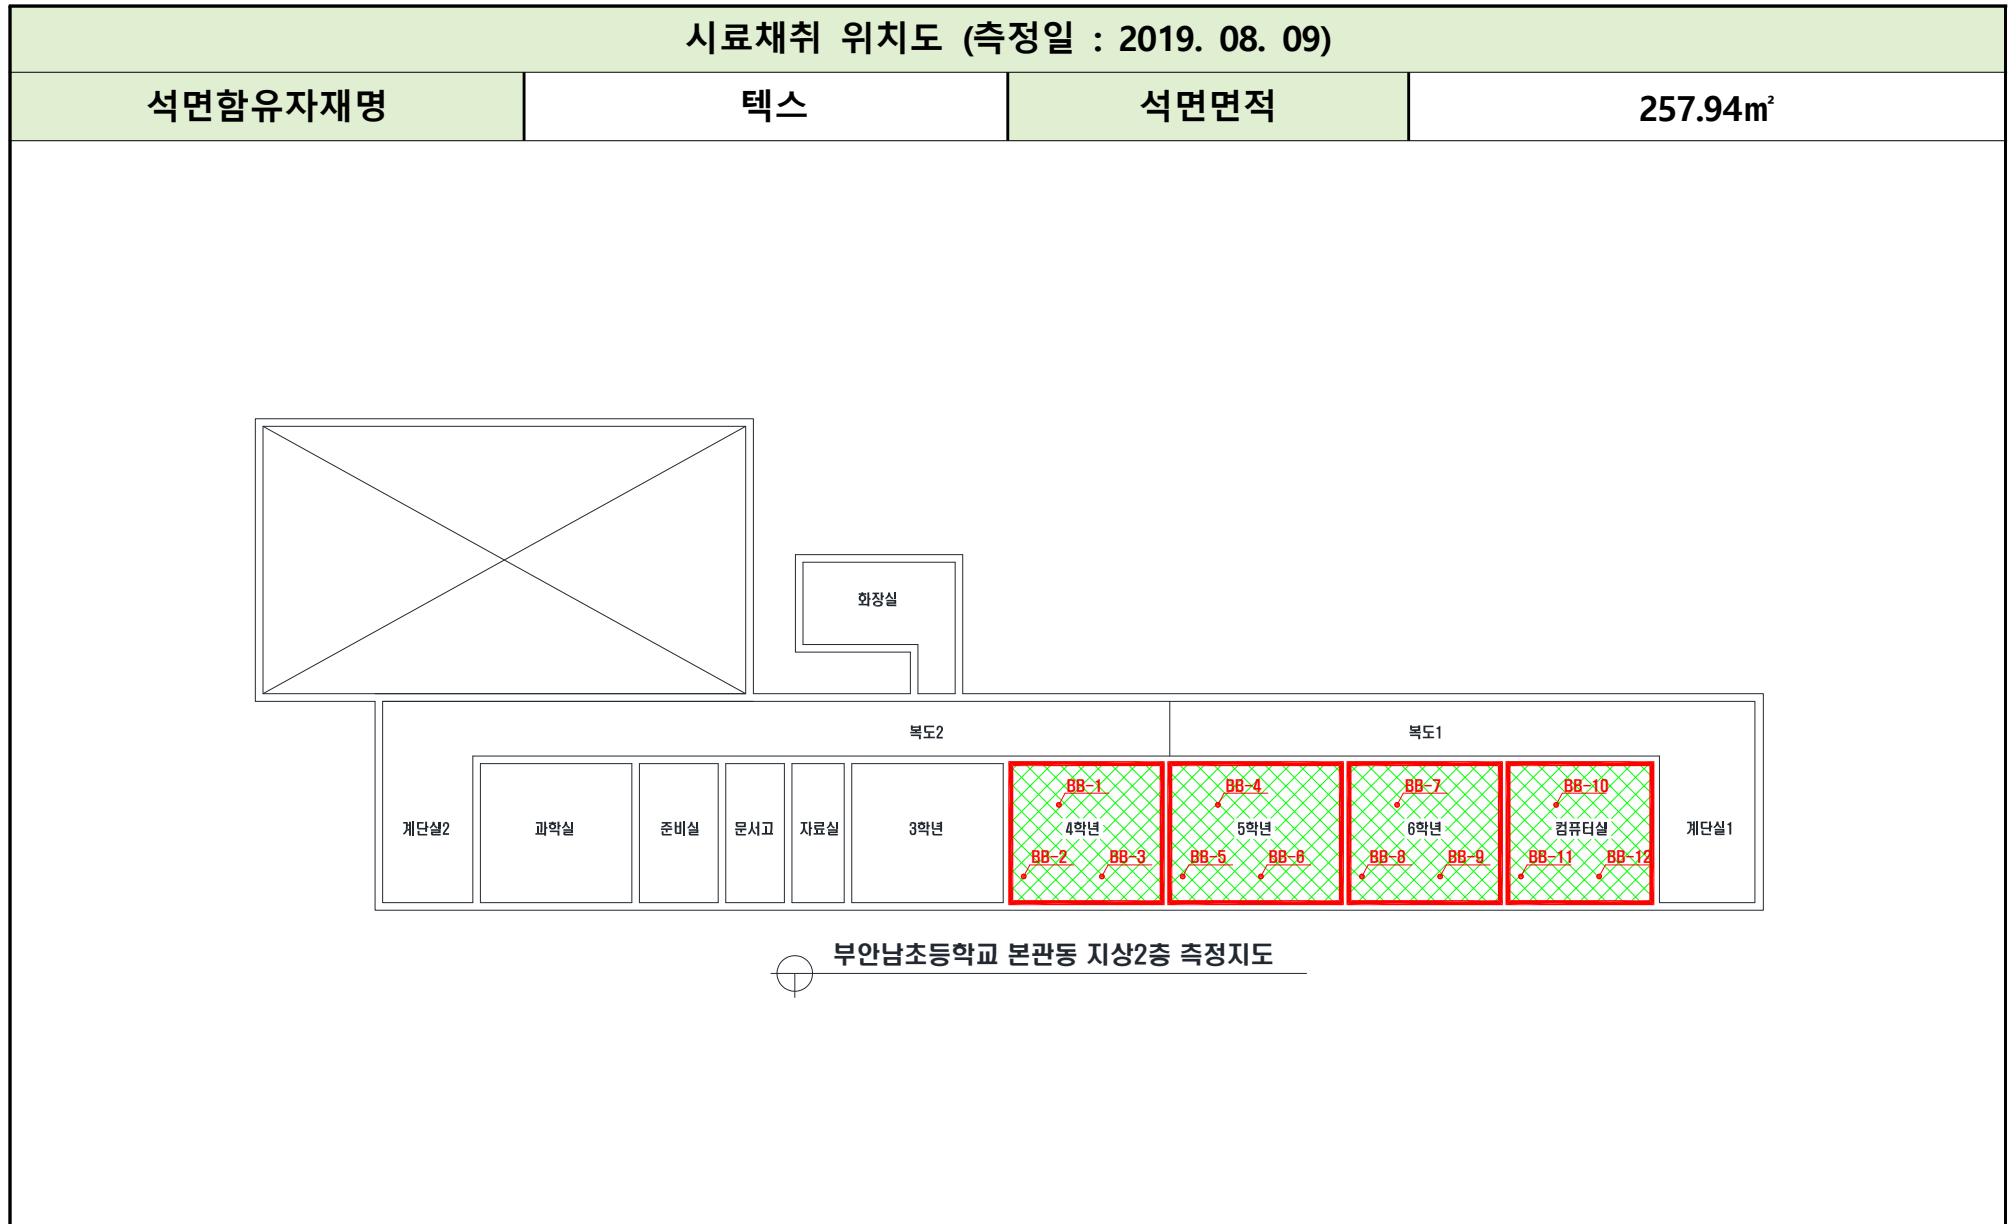 시료채취 위치도 (측정일 : 2019. 08. 09)
석면함유자재명 텍스 석면면적 257.94㎡
화장실
복도2 복도1
BB-1 BB-4 BB-7 BB-10
계단실2 과학실 준비실 문서고 자료실 3학년 4학년 5학년 6학년 컴퓨터실 계단실1
BB-2 BB-3 BB-5 BB-6 BB-8 BB-9 BB-11 BB-12
부안남초등학교 본관동 지상2층 측정지도